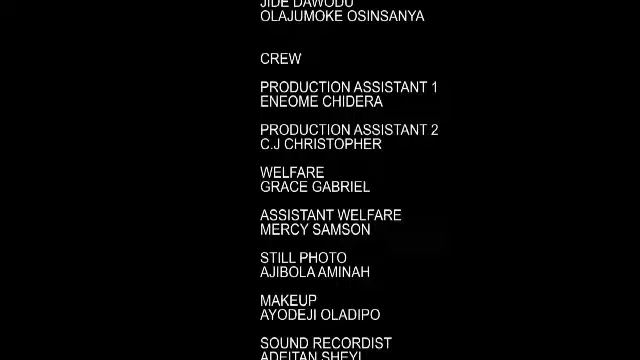 JIDE DAWODU
OLAJUMOKE OSINSANYA
CREW
PRODUCTION ASSISTANT 1
ENEOME CHIDERA
PRODUCTION ASSISTANT 2
C.J CHRISTOPHER
WELFARE
GRACE GABRIEL
ASSISTANT WELFARE
MERCY SAMSON
STILL PHOTO
AJIBOLA AMINAH
MAKEUP
AYODEJI OLADIPO
SOUND RECORDIST
ADEITAN SHEYI